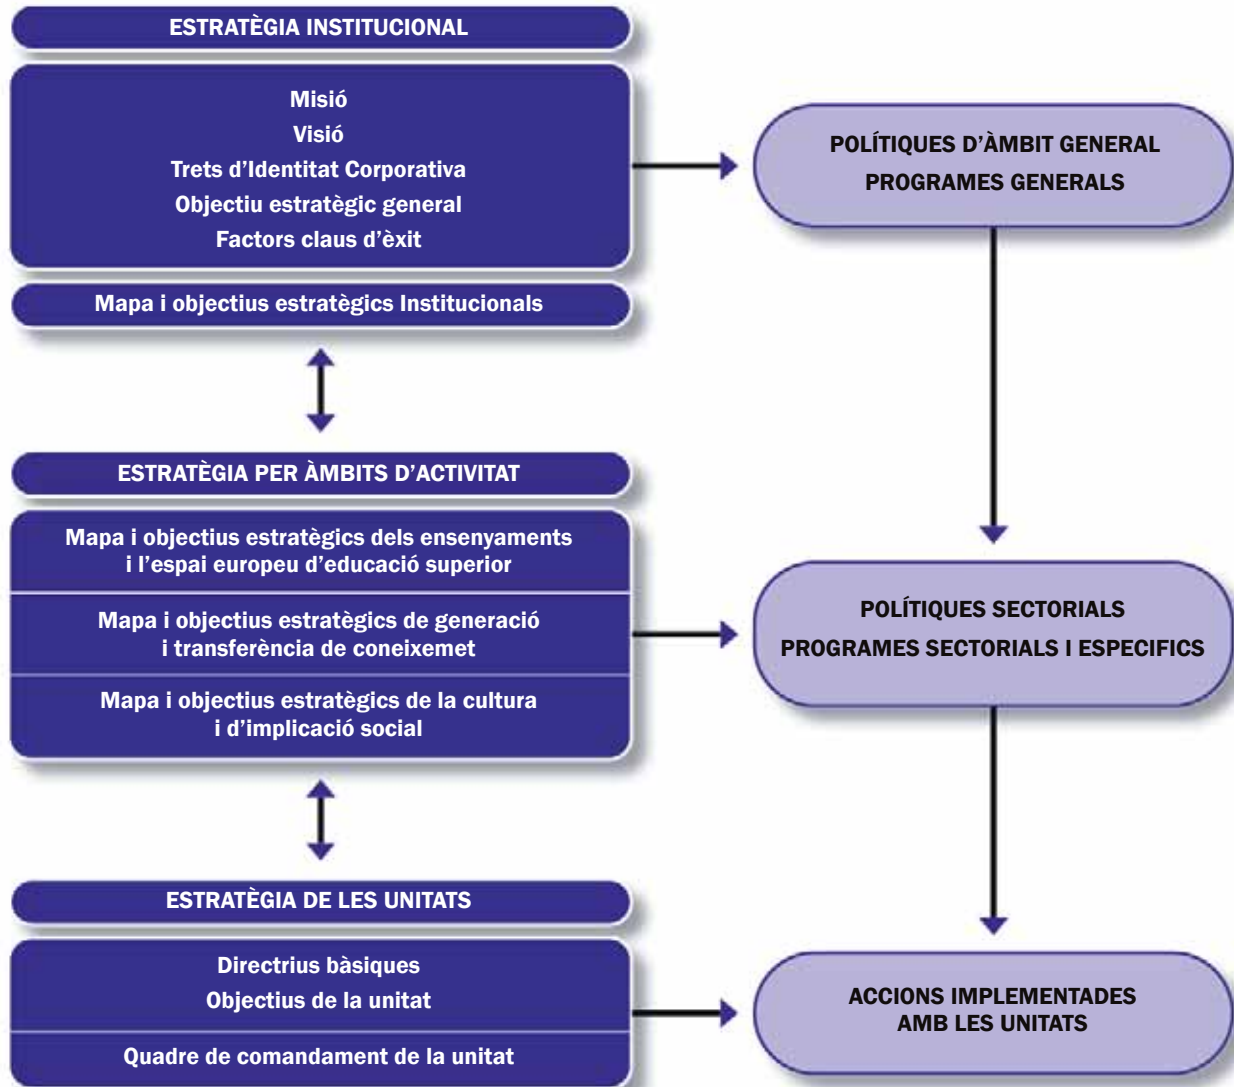 ESTRATÈGIA INSTITUCIONAL
Misió
Visió
Trets d’Identitat Corporativa
Objectiu estratègic general
Factors claus d’èxit
Mapa i objectius estratègics Institucionals
POLÍTIQUES D’ÀMBIT GENERAL
PROGRAMES GENERALS
ESTRATÈGIA PER ÀMBITS D’ACTIVITAT
Mapa i objectius estratègics dels ensenyaments
i l’espai europeu d’educació superior
Mapa i objectius estratègics de generació
i transferència de coneixemet
Mapa i objectius estratègics de la cultura
i d’implicació social
POLÍTIQUES SECTORIALS
PROGRAMES SECTORIALS I ESPECIFICS
ESTRATÈGIA DE LES UNITATS
Directrius bàsiques
Objectius de la unitat
Quadre de comandament de la unitat
ACCIONS IMPLEMENTADES
AMB LES UNITATS